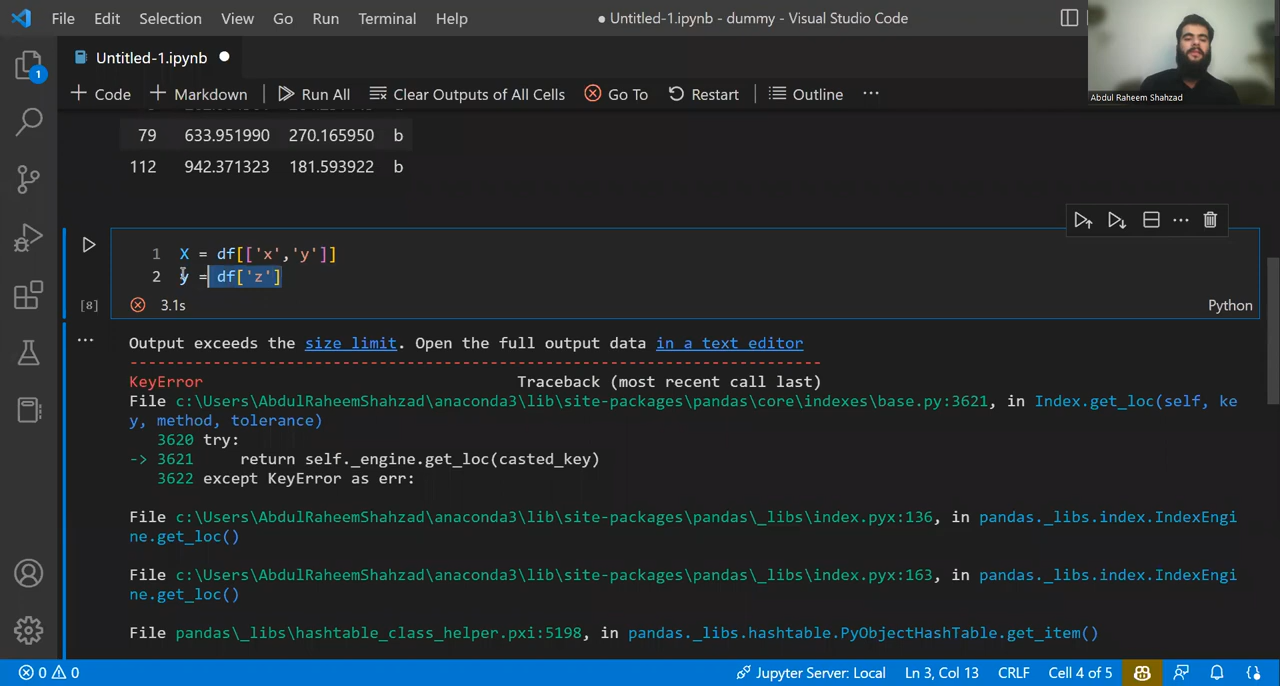 File Edit Selection View Go Run Terminal Help ● Untitled-1.ipynb - dummy - Visual Studio Code
Untitled-1.ipynb ●
+ Code + Markdown Run All Clear Outputs of All Cells Go To Restart Outline ...
Abdul Raheem Shahzad
1
79 633.951990 270.165950 b
112 942.371323 181.593922 b
1 X = df[['x','y']]
2 y = df['z']
[8] 3.1s Python
Output exceeds the size limit. Open the full output data in a text editor
---------------------------------------------------------------------------
KeyError Traceback (most recent call last)
File c:\Users\AbdulRaheemShahzad\anaconda3\lib\site-packages\pandas\core\indexes\base.py:3621, in Index.get_loc(self, ke
y, method, tolerance)
3620 try:
-> 3621 return self._engine.get_loc(casted_key)
3622 except KeyError as err:
File c:\Users\AbdulRaheemShahzad\anaconda3\lib\site-packages\pandas\_libs\index.pyx:136, in pandas._libs.index.IndexEngi
ne.get_loc()
File c:\Users\AbdulRaheemShahzad\anaconda3\lib\site-packages\pandas\_libs\index.pyx:163, in pandas._libs.index.IndexEngi
ne.get_loc()
File pandas\_libs\hashtable_class_helper.pxi:5198, in pandas._libs.hashtable.PyObjectHashTable.get_item()
0 0 Jupyter Server: Local Ln 3, Col 13 CRLF Cell 4 of 5